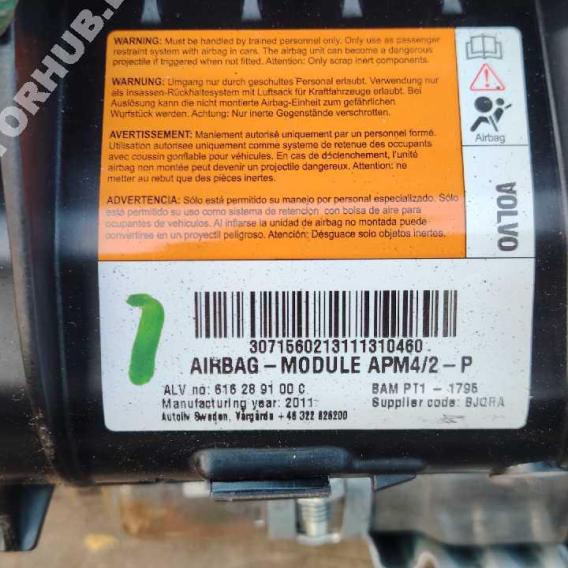 TORHUB.E
WARNING: Must be handled by trained personnel only. Only use as passenger
restraint system with airbag in cars. The airbag unit can become a dangerous
projectile if triggered when not fitted. Attention: Only scrap inert components.
WARNUNG: Umgang nur durch geschultes Personal erlaubt. Verwendung nur
als Insassen-Rückhaltesystem mit Luftsack für Kraftfahrzeuge erlaubt. Bei
Auslösung kann die nicht montierte Airbag-Einheit zum gefährlichen
Wurfstück werden. Achtung: Nur inerte Gegenstände verschrotten.
AVERTISSEMENT: Maniement autorisé uniquement par un personnel formé.
Utilisation autorisée uniquement comme systeme de retenue des occupants
avec coussin gonflable pour véhicules. En cas de déclenchement, l'unité
airbag non montée peut devenir un projectile dangereux. Attention: ne
metter au rebut que des pièces inertes.
ADVERTENCIA: Sólo está permitido su manejo por personal especializado. Sólo
está permitido su uso como sistema de retención con bolsa de aire para
ocupantes de vehículos. Al inflarse la unidad de airbag no montada puede
convertirse en un proyectil peligroso. Atención: Désguace solo objetos inertes.
Airbag
VOLVO
3071560213111310460
AIRBAG-MODULE APM4/2-P
ALV no: 616 28 91 00 C
BAM PT1 - 1795
Manufacturing year: 2011
Supplier code: BJQRA
Autoliv Sweden, Vårgårda +46 322 626200